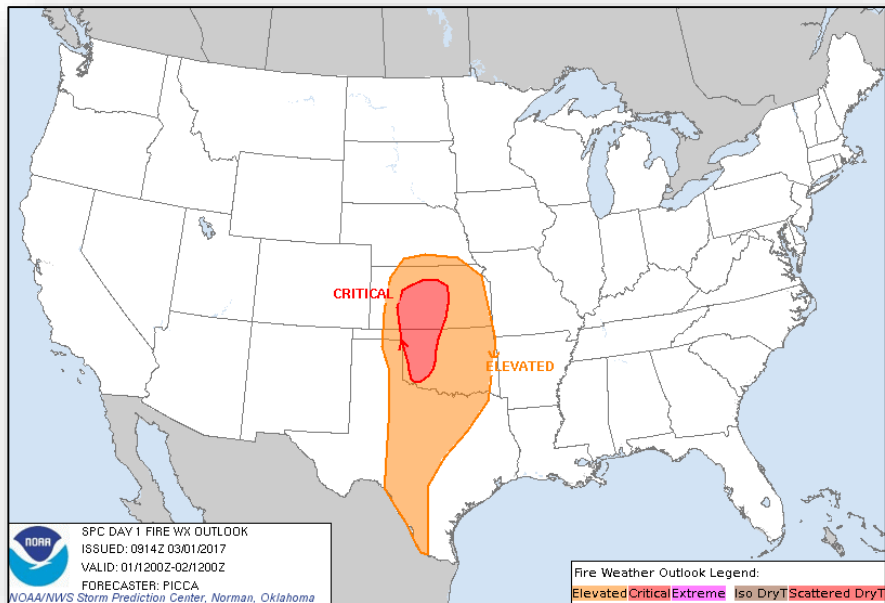 CRITICAL
ELEVATED
NOAA
SPC DAY 1 FIRE WX OUTLOOK
ISSUED: 0914Z 03/01/2017
VALID: 01/1200Z-02/1200Z
FORECASTER: PICCA
NOAA/NWS Storm Prediction Center, Norman, Oklahoma
Fire Weather Outlook Legend:
Elevated Critical Extreme Iso DryT Scattered DryT